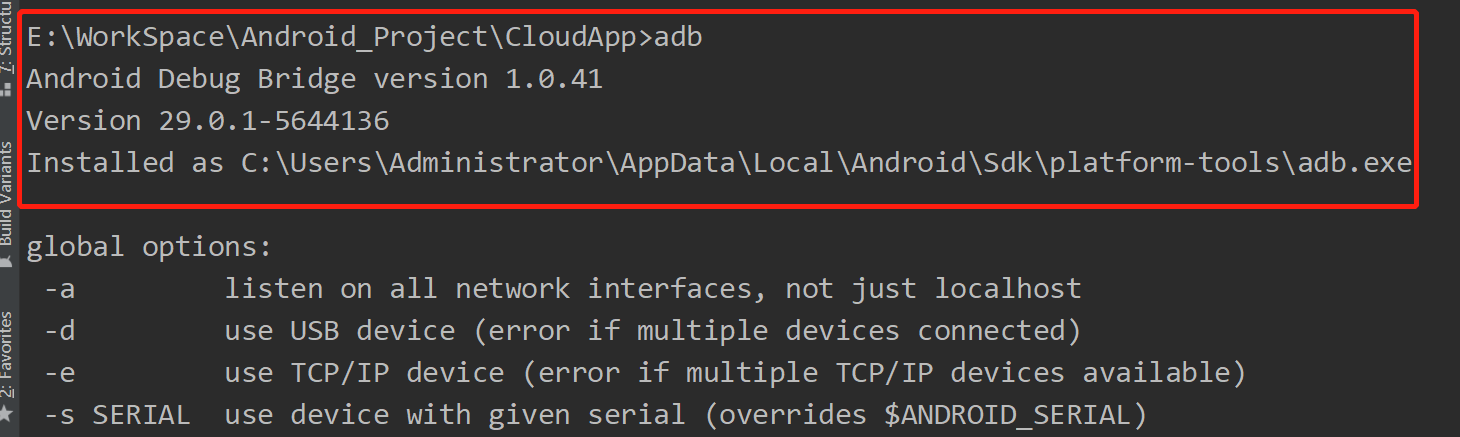 E:\WorkSpace\Android_Project\CloudApp>adb
Android Debug Bridge version 1.0.41
Version 29.0.1-5644136
Installed as C:\Users\Administrator\AppData\Local\Android\Sdk\platform-tools\adb.exe
global options:
-a listen on all network interfaces, not just localhost
-d use USB device (error if multiple devices connected)
-e use TCP/IP device (error if multiple TCP/IP devices available)
-s SERIAL use device with given serial (overrides $ANDROID_SERIAL)
7: Structu
Build Variants
2: Favorites